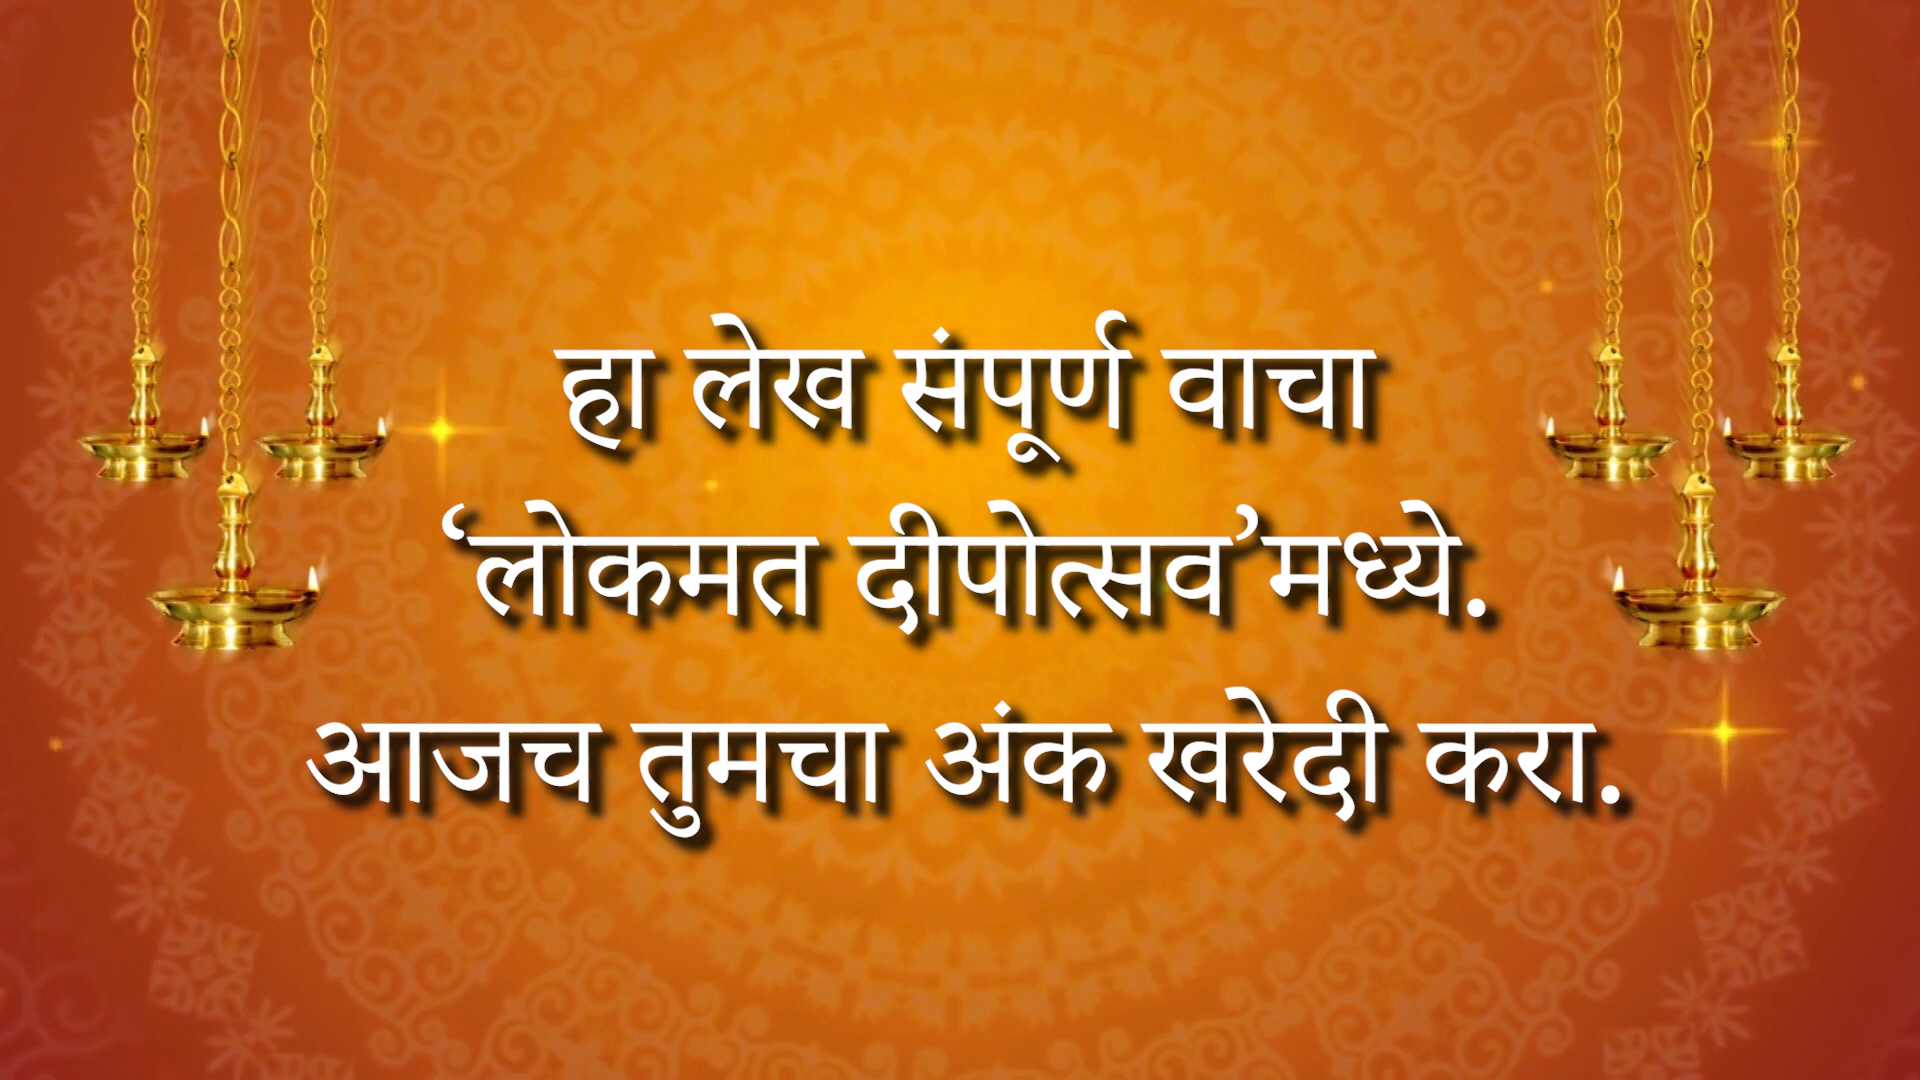 हा लेख संपूर्ण वाचा
‘लोकमत दीपोत्सव’मध्ये.
आजच तुमचा अंक खरेदी करा.